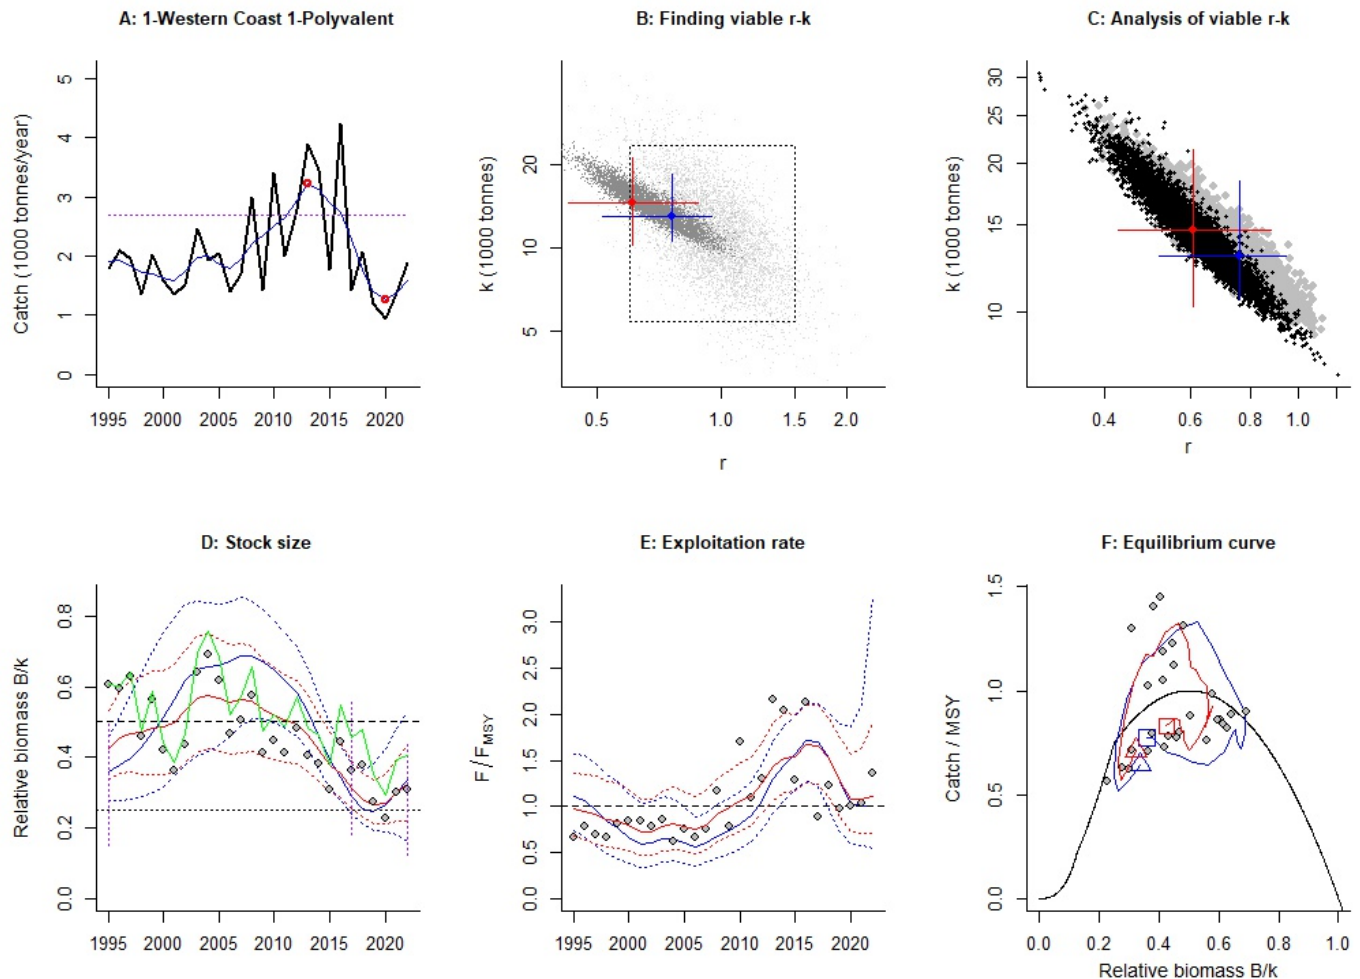 A: 1-Western Coast 1-Polyvalent
Catch (1000 tonnes/year)
5
4
3
2
1
0
1995 2000 2005 2010 2015 2020
B: Finding viable r-k
k (1000 tonnes)
20
10
5
0.5 1.0 1.5 2.0
r
C: Analysis of viable r-k
k (1000 tonnes)
30
25
20
15
10
0.4 0.6 0.8 1.0
r
D: Stock size
Relative biomass B/k
0.8
0.6
0.4
0.2
0.0
1995 2000 2005 2010 2015 2020
E: Exploitation rate
F / FMSY
3.0
2.5
2.0
1.5
1.0
0.5
0.0
1995 2000 2005 2010 2015 2020
F: Equilibrium curve
Catch / MSY
1.5
1.0
0.5
0.0
0.0 0.2 0.4 0.6 0.8 1.0
Relative biomass B/k